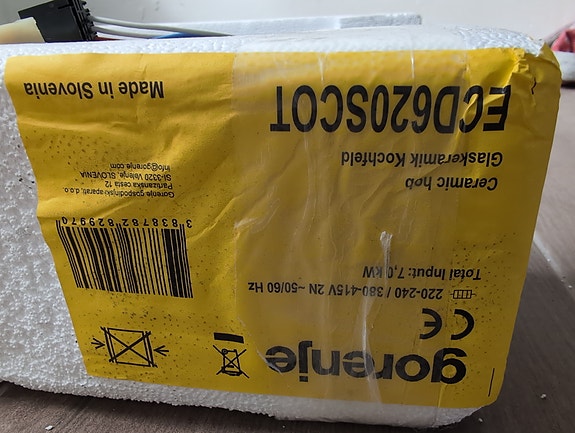 gorenje
CE
220-240 / 380-415V 2N ~50/60 Hz
Total Input: 7,0 kW
Ceramic hob
Glaskeramik Kochfeld
ECD620SCOT
3 838782 829970
Gorenje gospodinjski aparati, d.o.o.
Partizanska cesta 12
SI-3320 Velenje, SLOVENIA
info@gorenje.com
Made in Slovenia